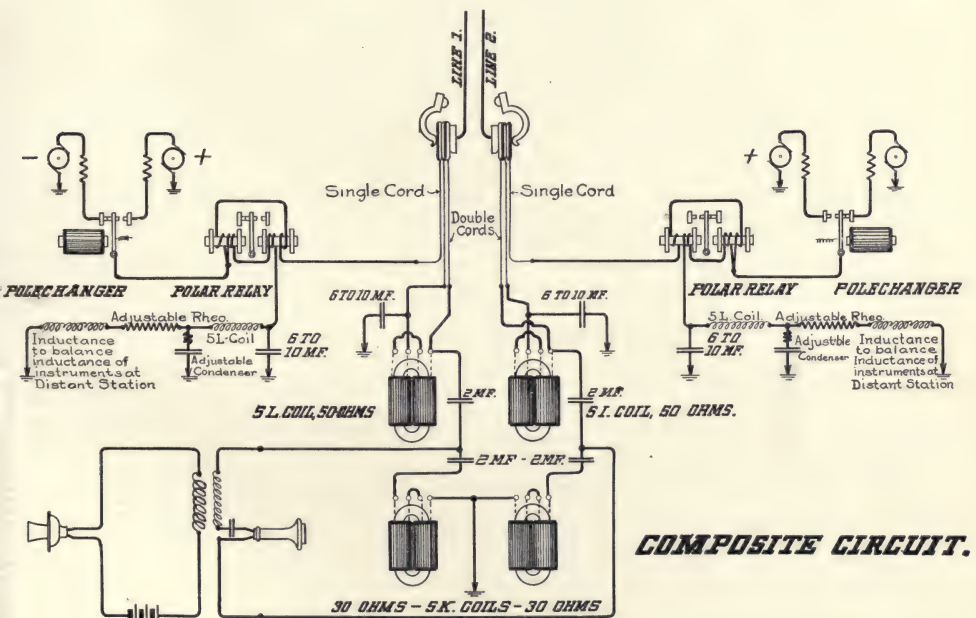 LINE 1.
LINE 2.
- +
+
Single Cord
Single Cord
Double
Cords
POLECHANGER
POLAR RELAY
POLAR RELAY
POLECHANGER
6 TO 10 MF.
6 TO 10 MF.
Adjustable Rheo.
5L-Coil
6 TO
10 MF.
Adjustable
Condenser
Inductance
to balance
inductance of
instruments at
Distant Station
5L Coil.
Adjustable Rheo.
6 TO
10 MF.
Adjustble
Condenser
Inductance
to balance
Inductance of
instruments at
Distant Station
2 MF.
2 MF.
5 L. COIL, 50-OHMS
5 I. COIL, 50 OHMS.
2 MF - 2 MF.
COMPOSITE CIRCUIT.
30 OHMS - 5 K. COILS - 30 OHMS